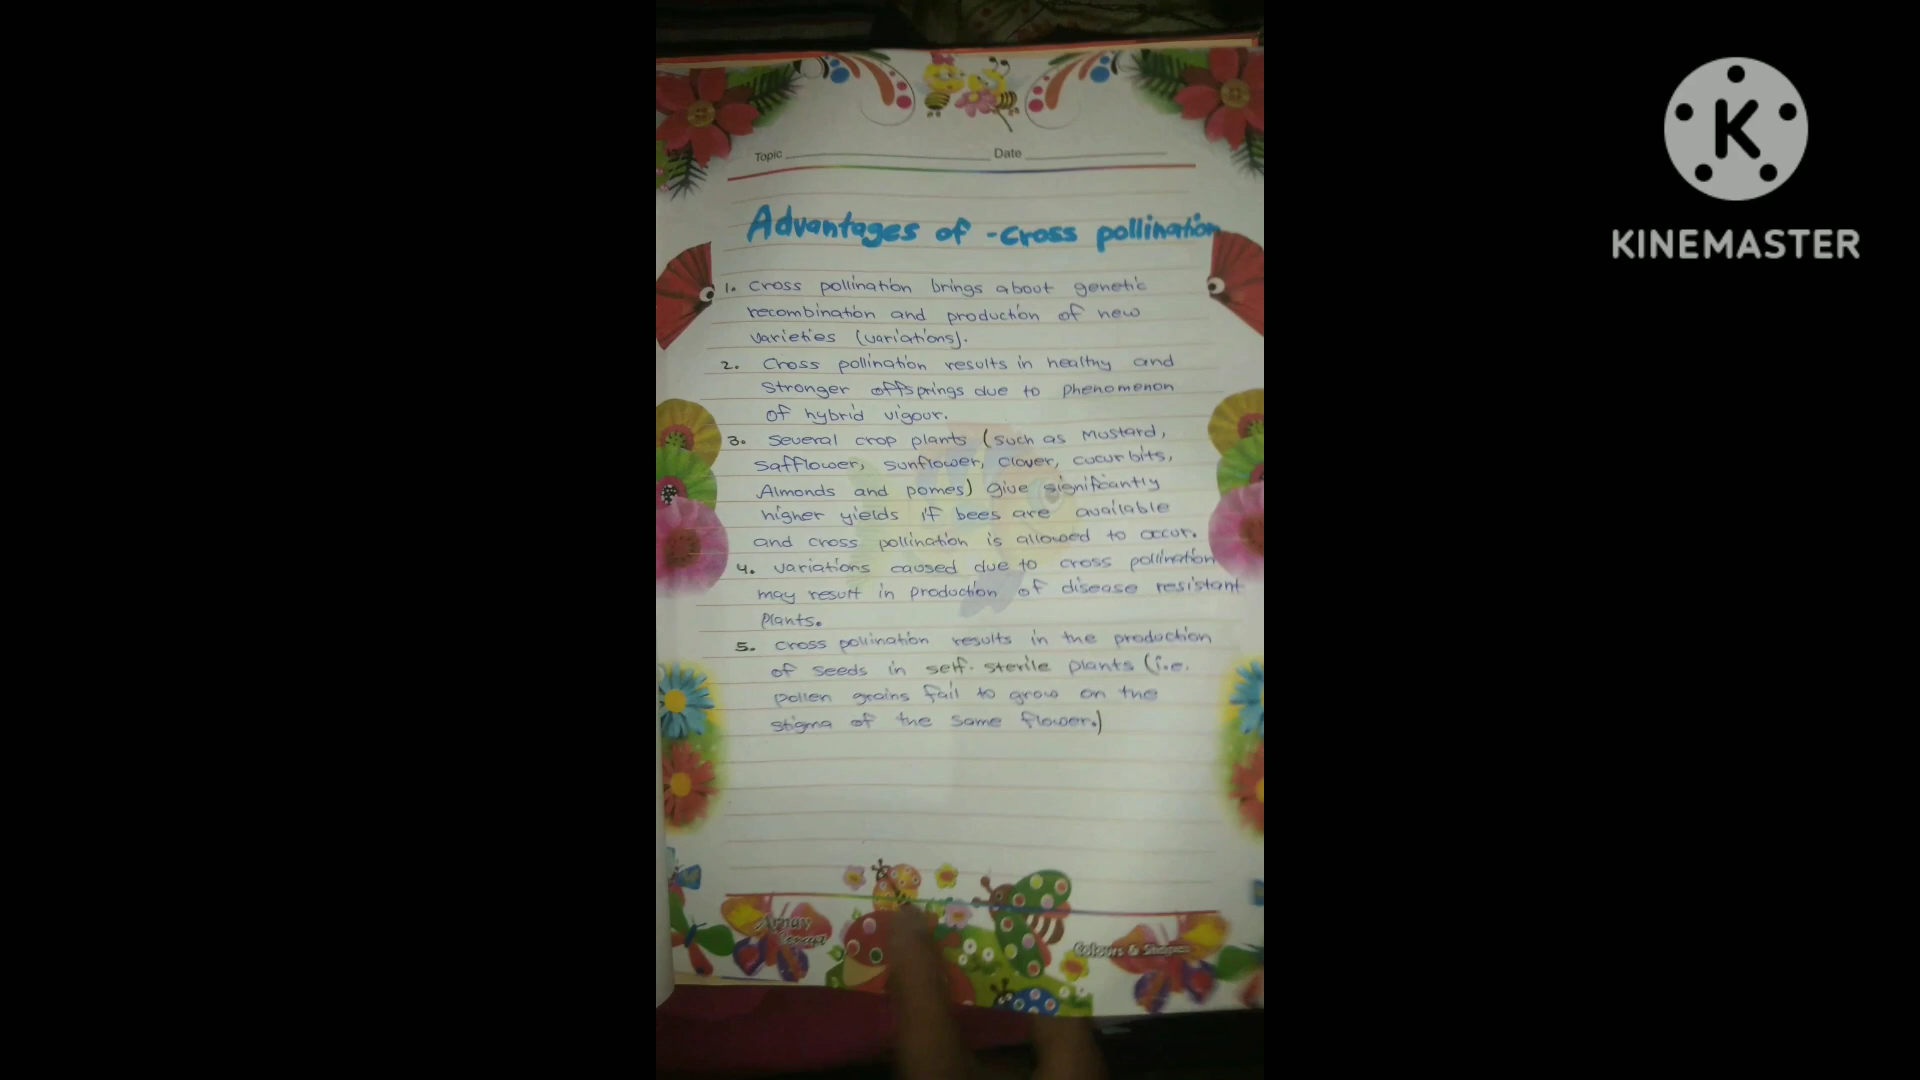 Topic Date
Advantages of -cross pollination
1. Cross pollination brings about genetic
recombination and production of new
varieties (variations).
2. Cross pollination results in healthy and
Stronger offsprings due to phenomenon
of hybrid vigour.
3. Several crop plants (such as Mustard,
Safflower, sunflower, clover, cucurbits,
Almonds and pomes) give significantly
higher yields if bees are available
and cross pollination is allowed to occur.
4. variations caused due to cross pollination
may result in production of disease resistant
Plants.
5. cross pollination results in the production
of seeds in self-sterile plants (i.e.
pollen grains fail to grow on the
stigma of the same flower.)
Colours & Shapes
K
KINEMASTER